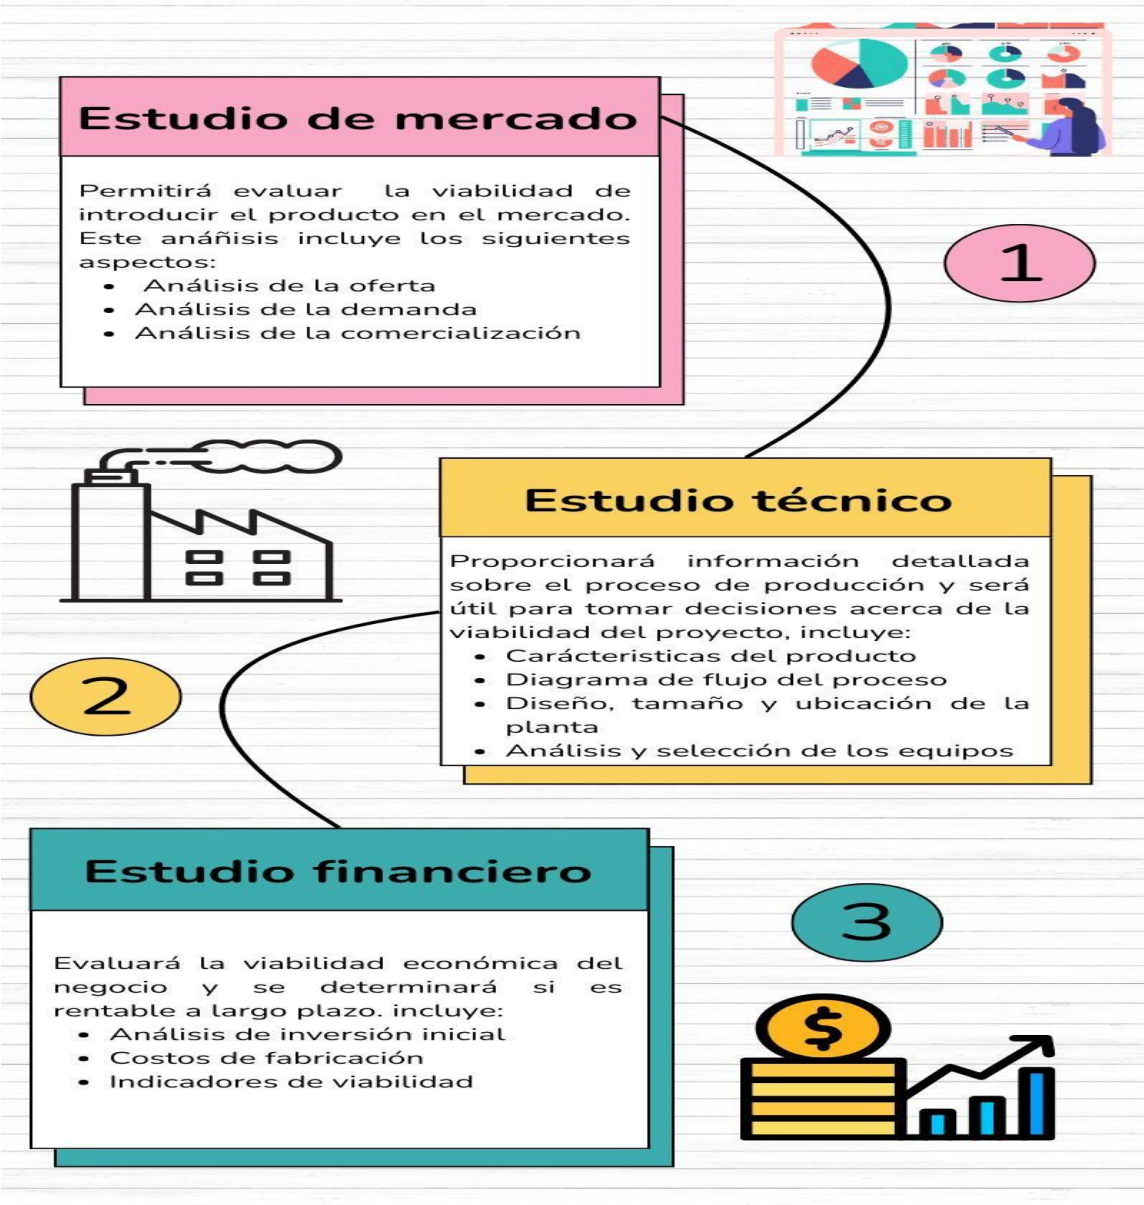 Estudio de mercado
Permitirá evaluar la viabilidad de
introducir el producto en el mercado.
Este anáñisis incluye los siguientes
aspectos:
• Análisis de la oferta
• Análisis de la demanda
• Análisis de la comercialización
1
Estudio técnico
Proporcionará información detallada
sobre el proceso de producción y será
útil para tomar decisiones acerca de la
viabilidad del proyecto, incluye:
• Carácteristicas del producto
• Diagrama de flujo del proceso
• Diseño, tamaño y ubicación de la
planta
• Análisis y selección de los equipos
2
Estudio financiero
Evaluará la viabilidad económica del
negocio y se determinará si es
rentable a largo plazo. incluye:
• Análisis de inversión inicial
• Costos de fabricación
• Indicadores de viabilidad
3
$